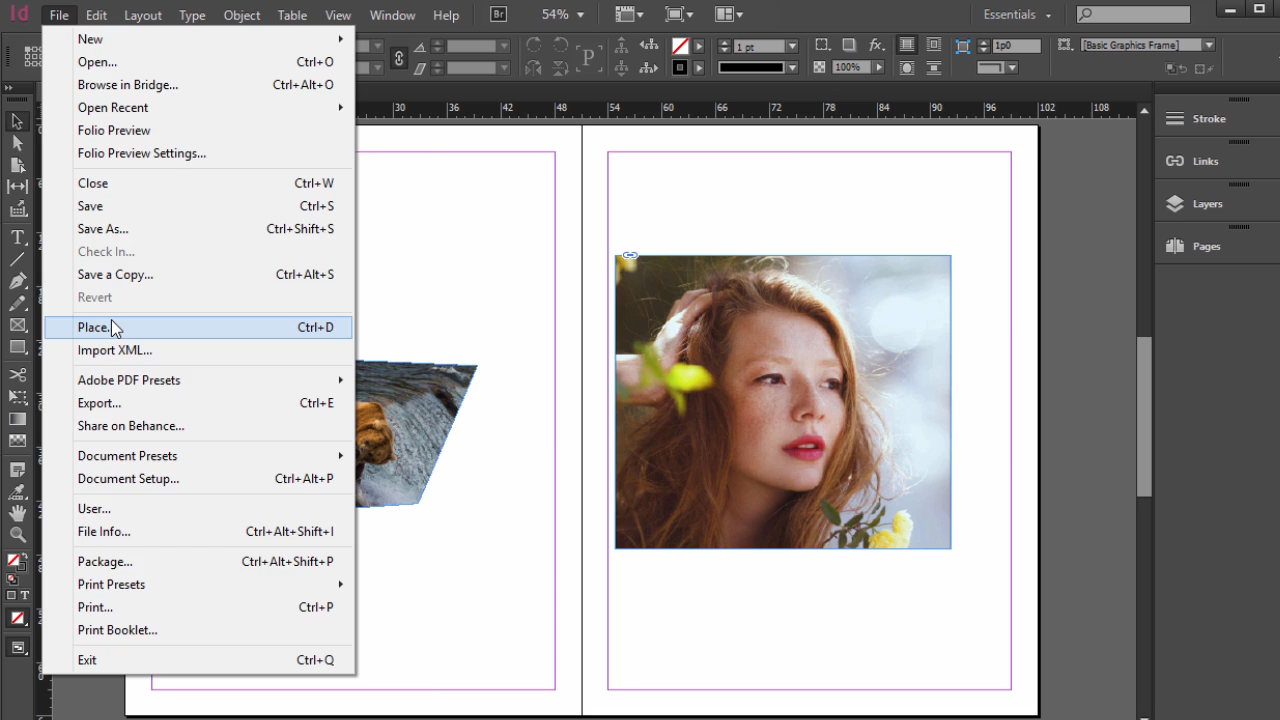 Id File Edit Layout Type Object Table View Window Help Br 54% Essentials
1 pt 1p0 [Basic Graphics Frame]
P fx. 100%
New
Open... Ctrl+O
Browse in Bridge... Ctrl+Alt+O
Open Recent
Folio Preview
Folio Preview Settings...
Close Ctrl+W
Save Ctrl+S
Save As... Ctrl+Shift+S
Check In...
Save a Copy... Ctrl+Alt+S
Revert
Place... Ctrl+D
Import XML...
Adobe PDF Presets
Export... Ctrl+E
Share on Behance...
Document Presets
Document Setup... Ctrl+Alt+P
User...
File Info... Ctrl+Alt+Shift+I
Package... Ctrl+Alt+Shift+P
Print Presets
Print... Ctrl+P
Print Booklet...
Exit Ctrl+Q
30 36 42 48 54 60 66 72 78 84 90 96 102 108
Stroke
Links
Layers
Pages